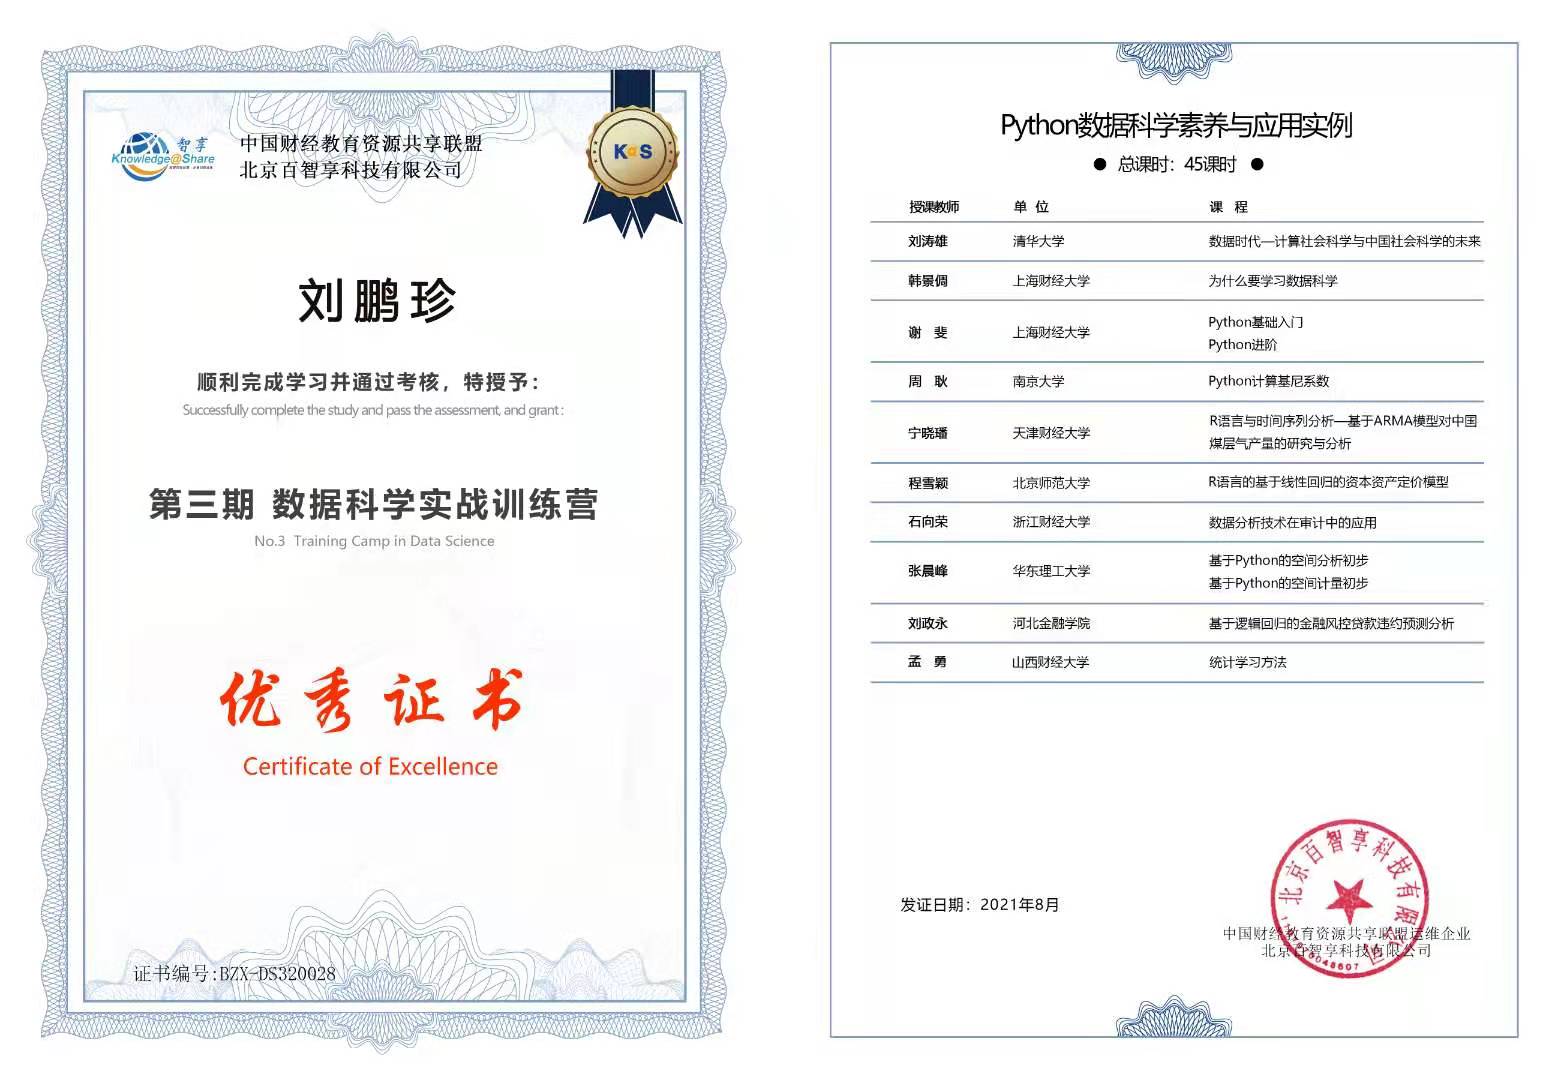 智享
Knowledge@Share
中国财经教育资源共享联盟
北京百智享科技有限公司
K@S
刘鹏珍
顺利完成学习并通过考核，特授予：
Successfully complete the study and pass the assessment, and grant :
第三期 数据科学实战训练营
No.3 Training Camp in Data Science
优秀证书
Certificate of Excellence
证书编号:BZX-DS320028
Python数据科学素养与应用实例
● 总课时：45课时 ●
授课教师 单 位 课 程
刘涛雄 清华大学 数据时代—计算社会科学与中国社会科学的未来
韩景倜 上海财经大学 为什么要学习数据科学
谢 斐 上海财经大学 Python基础入门
Python进阶
周 耿 南京大学 Python计算基尼系数
宁晓璠 天津财经大学 R语言与时间序列分析—基于ARMA模型对中国
煤层气产量的研究与分析
程雪颖 北京师范大学 R语言的基于线性回归的资本资产定价模型
石向荣 浙江财经大学 数据分析技术在审计中的应用
张晨峰 华东理工大学 基于Python的空间分析初步
基于Python的空间计量初步
刘政永 河北金融学院 基于逻辑回归的金融风控贷款违约预测分析
孟 勇 山西财经大学 统计学习方法
发证日期：2021年8月
中国财经教育资源共享联盟运维企业
北京百智享科技有限公司
北京百智享科技有限公司